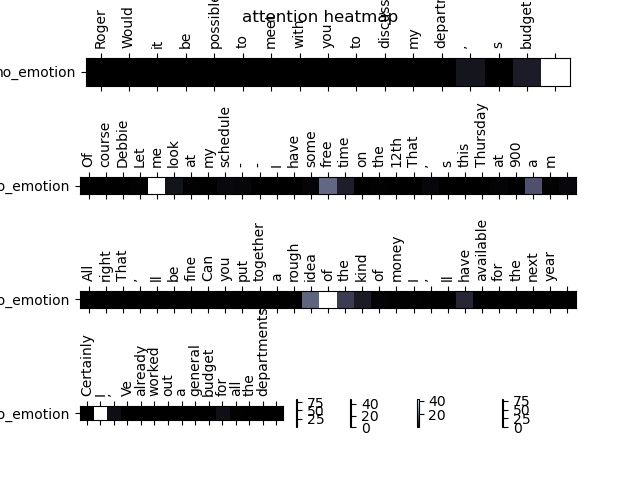 attention heatmap
Roger Would it be possible to meet with you to discuss my departm , s budget
no_emotion
Of course Debbie Let me look at my schedule - - I have some free time on the 12th That , s this Thursday at 900 a m
o_emotion
All right That , ll be fine Can you put together a rough idea of the kind of money I , ll have available for the next year
o_emotion
Certainly I , Ve already worked out a general budget for all the departments
o_emotion
75 50 25
40 20 0
40 20
75 50 25 0